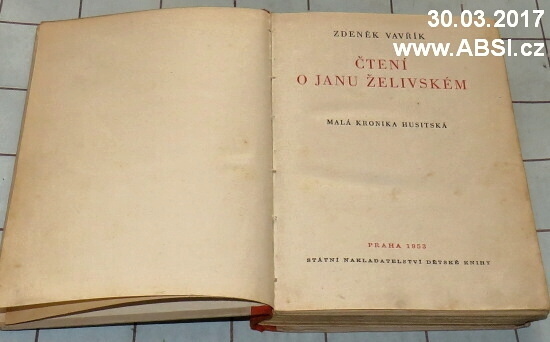 30.03.2017
www.ABSI.cz
ZDENĚK VAVŘÍK
ČTENÍ
O JANU ŽELIVSKÉM
MALÁ KRONIKA HUSITSKÁ
PRAHA 1953
STÁTNÍ NAKLADATELSTVÍ DĚTSKÉ KNIHY